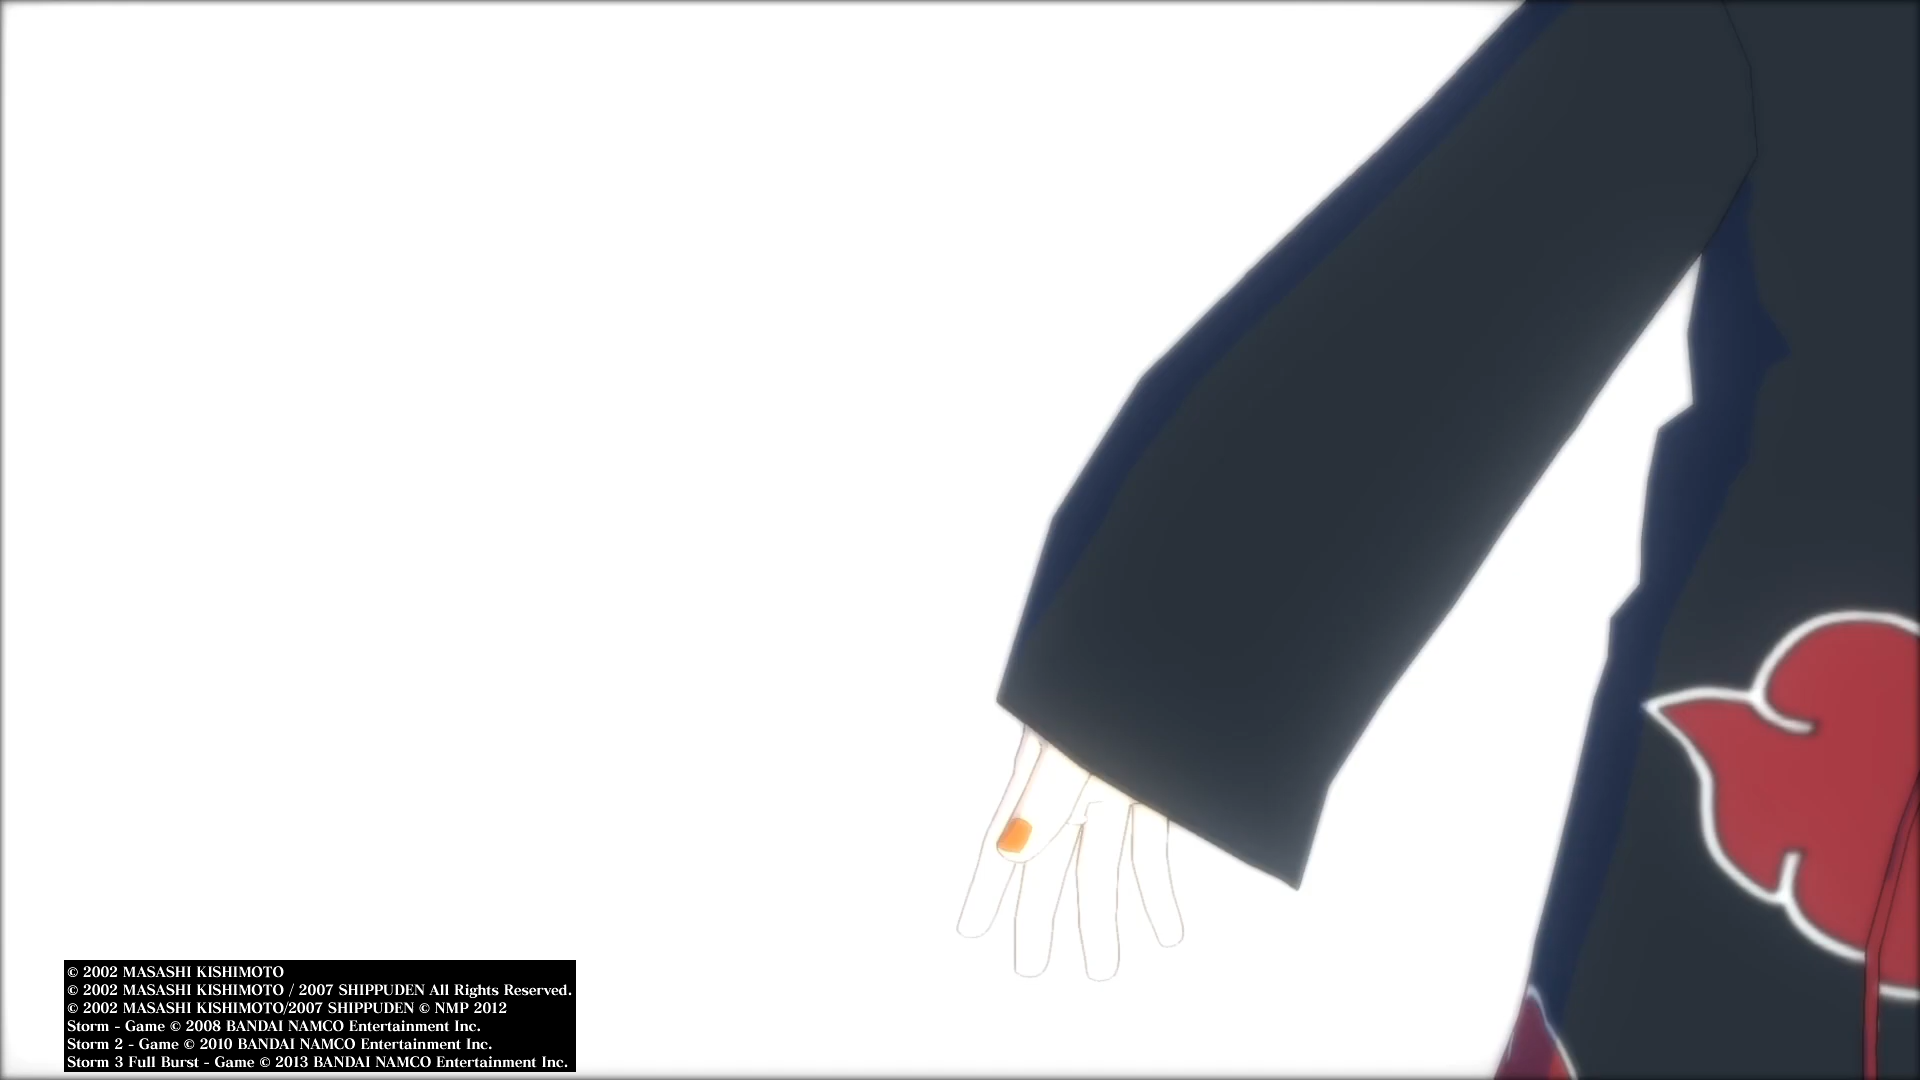 © 2002 MASASHI KISHIMOTO
© 2002 MASASHI KISHIMOTO / 2007 SHIPPUDEN All Rights Reserved.
© 2002 MASASHI KISHIMOTO/2007 SHIPPUDEN © NMP 2012
Storm - Game © 2008 BANDAI NAMCO Entertainment Inc.
Storm 2 - Game © 2010 BANDAI NAMCO Entertainment Inc.
Storm 3 Full Burst - Game © 2013 BANDAI NAMCO Entertainment Inc.